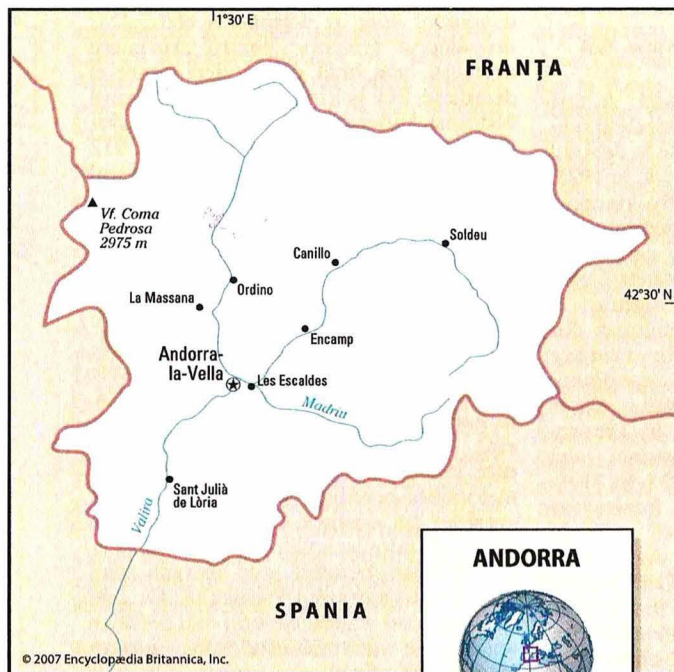 1°30' E
FRANȚA
Vf. Coma
Pedrosa
2975 m
Soldeu
Canillo
Ordino
La Massana
42°30' N
Encamp
Andorra-
la-Vella
Les Escaldes
Madriu
Sant Julià
de Lòria
Valira
ANDORRA
SPANIA
© 2007 Encyclopædia Britannica, Inc.